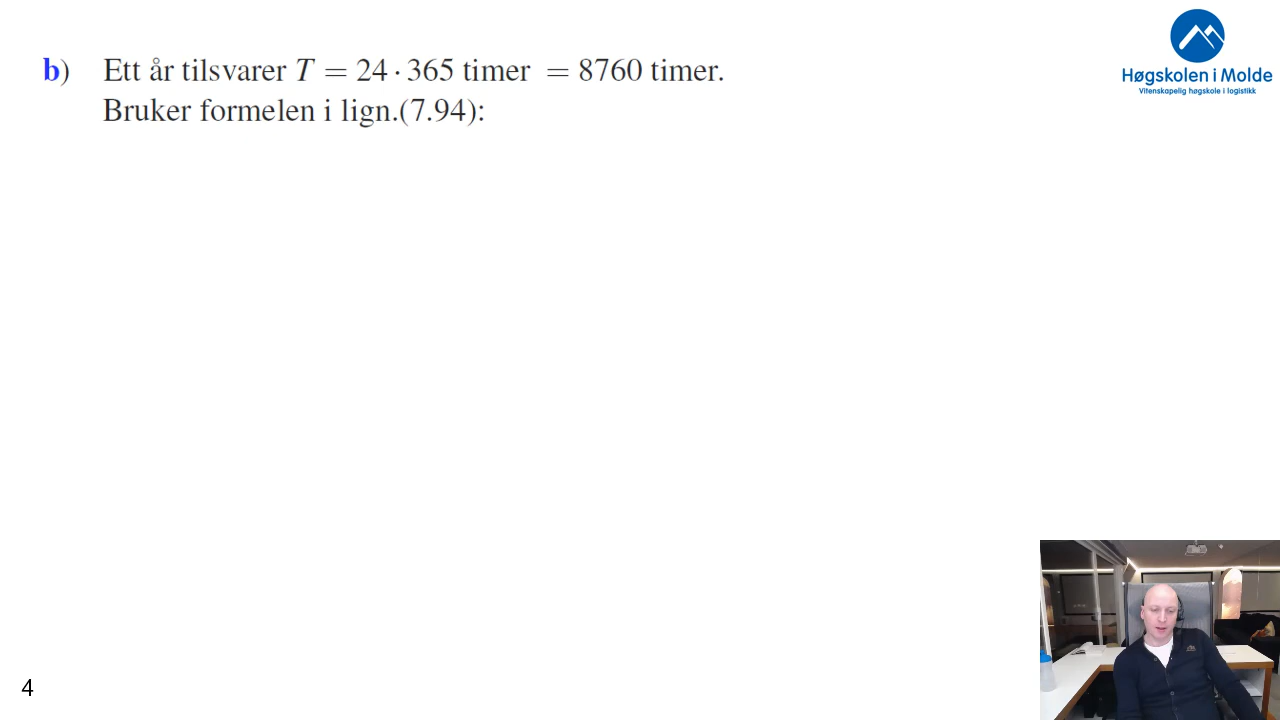 b) Ett år tilsvarer T = 24 · 365 timer = 8760 timer.
Bruker formelen i lign.(7.94):
Høgskolen i Molde
Vitenskapelig høgskole i logistikk
4